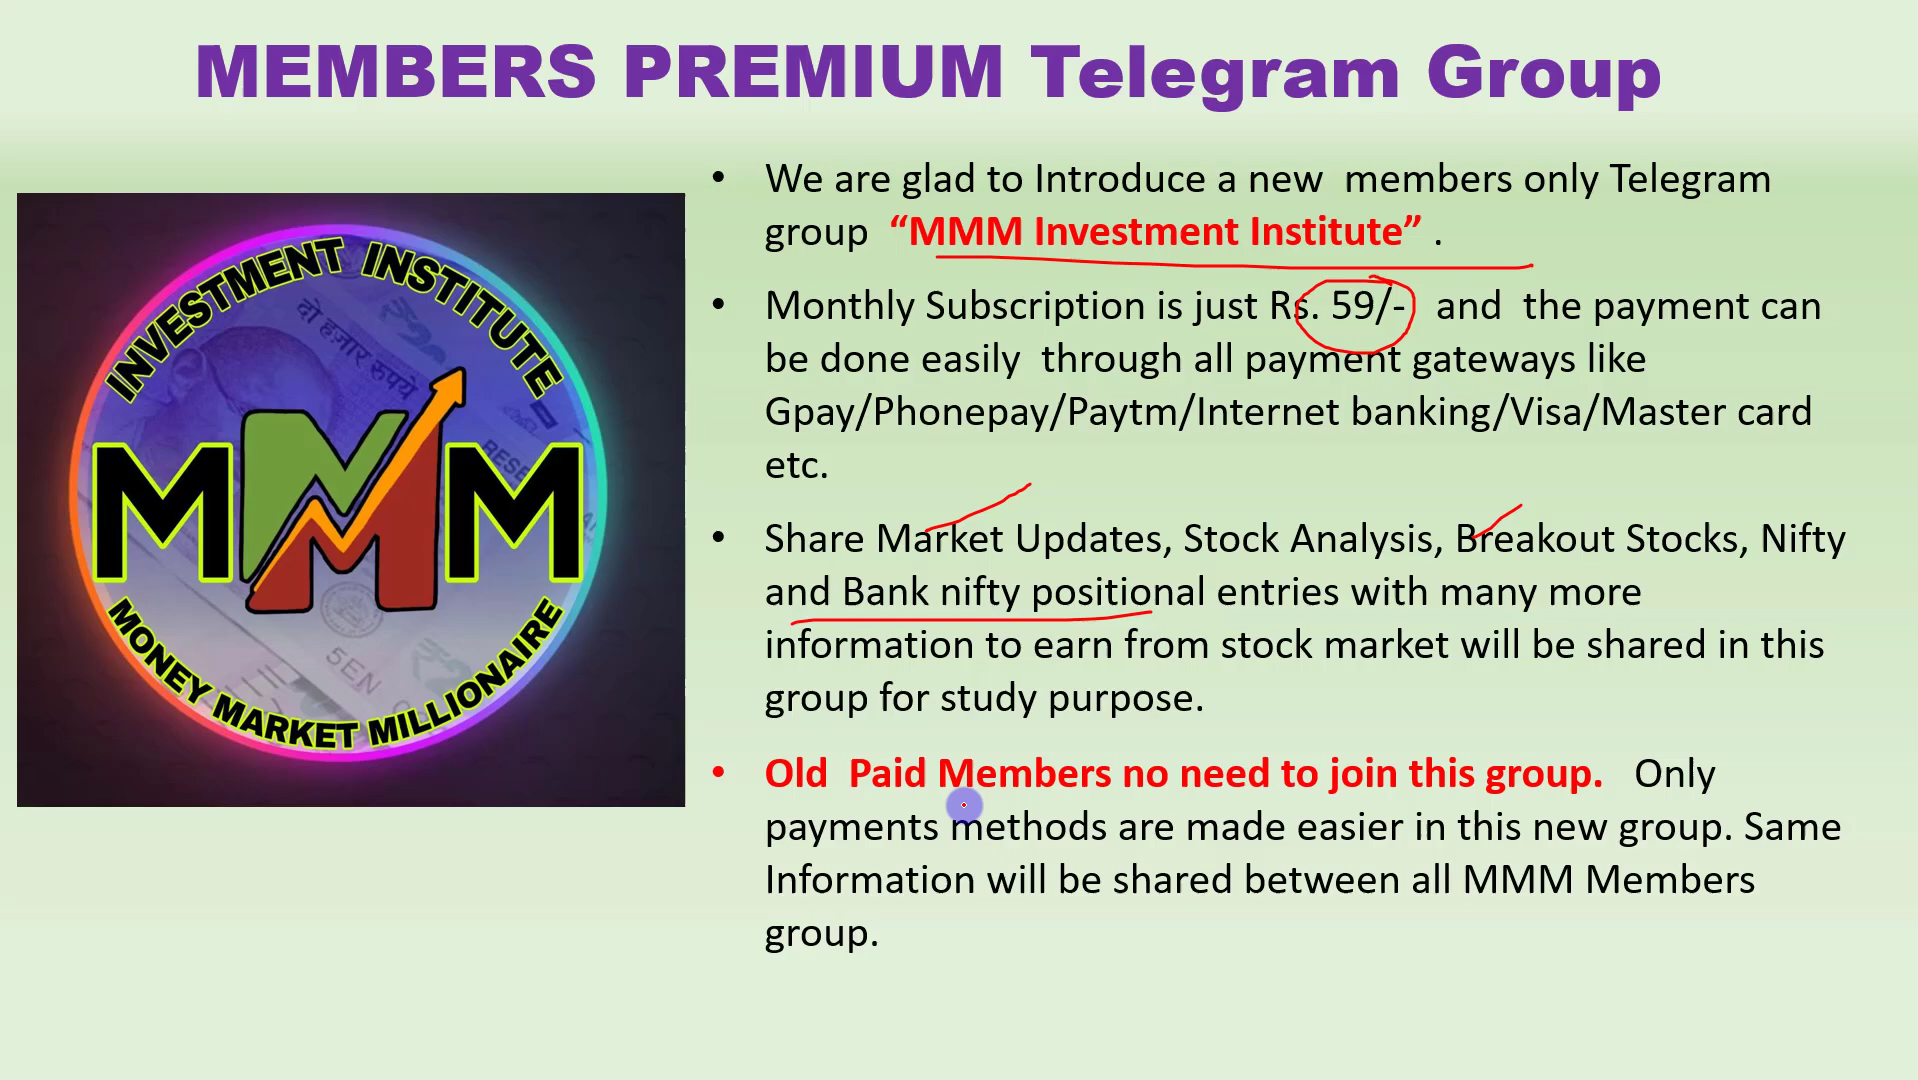 MEMBERS PREMIUM Telegram Group
INVESTMENT INSTITUTE
दो हजार रुपये
RESE
MMM
5EN
MONEY MARKET MILLIONAIRE
• We are glad to Introduce a new members only Telegram
group “MMM Investment Institute” .
• Monthly Subscription is just Rs. 59/- and the payment can
be done easily through all payment gateways like
Gpay/Phonepay/Paytm/Internet banking/Visa/Master card
etc.
• Share Market Updates, Stock Analysis, Breakout Stocks, Nifty
and Bank nifty positional entries with many more
information to earn from stock market will be shared in this
group for study purpose.
• Old Paid Members no need to join this group. Only
payments methods are made easier in this new group. Same
Information will be shared between all MMM Members
group.